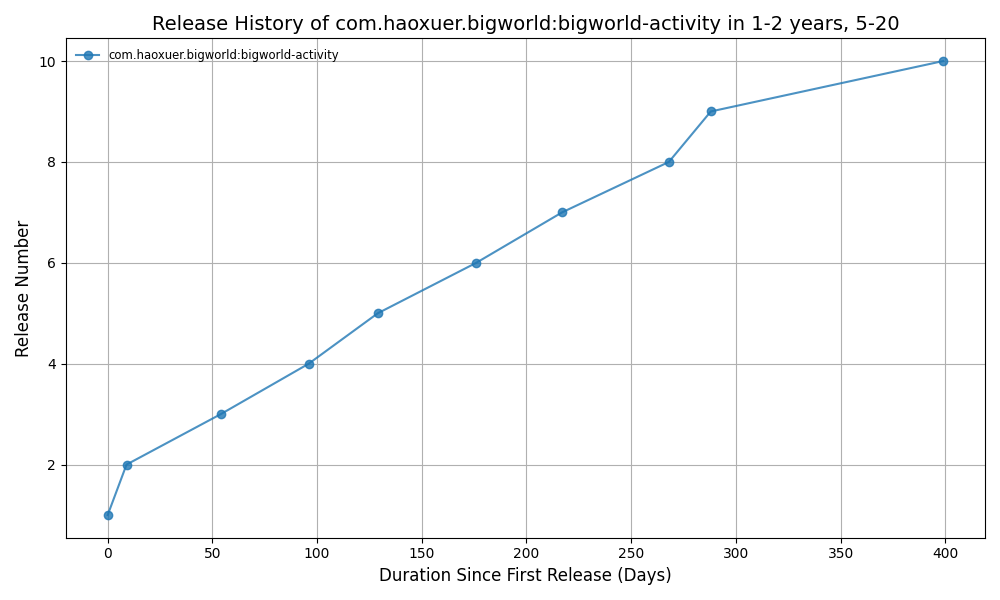 Release History of com.haoxuer.bigworld:bigworld-activity in 1-2 years, 5-20
com.haoxuer.bigworld:bigworld-activity
Release Number
10
8
6
4
2
0 50 100 150 200 250 300 350 400
Duration Since First Release (Days)